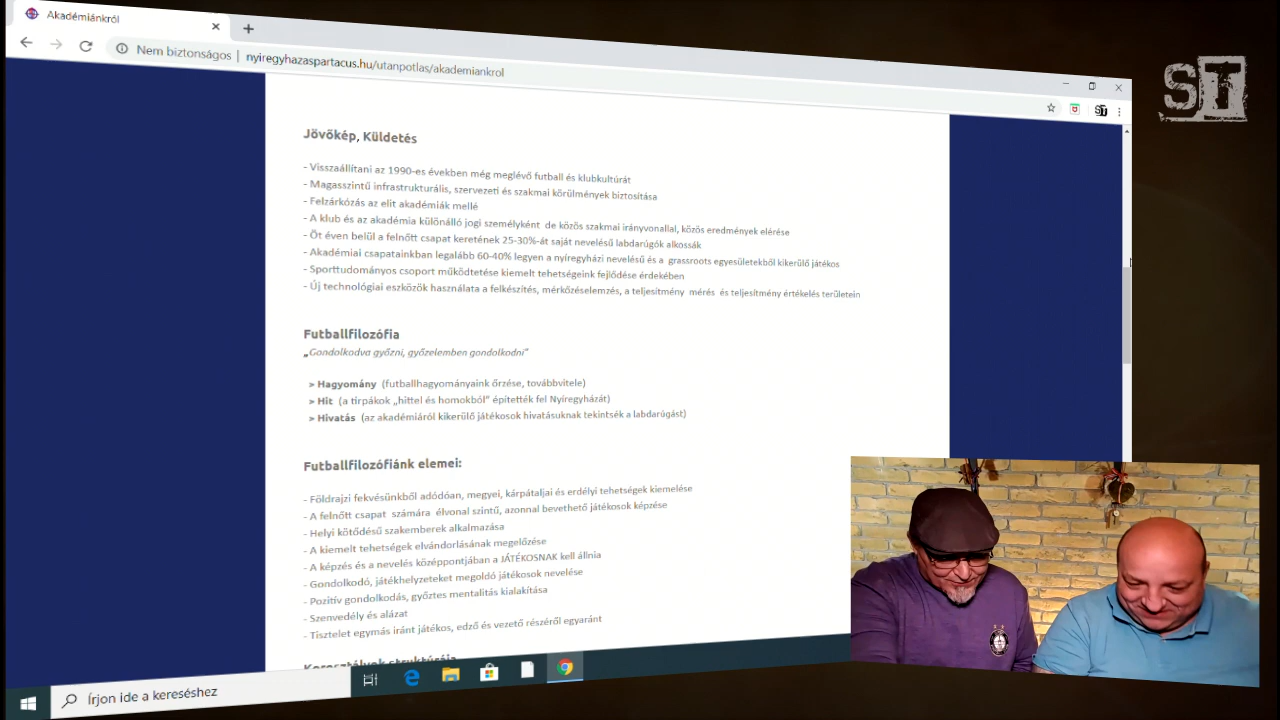 Akadémiánkról
Nem biztonságos | nyiregyhazaspartacus.hu/utanpotlas/akademiankrol
ST
Jövőkép, Küldetés
- Visszaállítani az 1990-es években még meglévő futball és klubkultúrát
- Magasszintű infrastrukturális, szervezeti és szakmai körülmények biztosítása
- Felzárkózás az elit akadémiák mellé
- A klub és az akadémia különálló jogi személyként de közös szakmai irányvonallal, közös eredmények elérése
- Öt éven belül a felnőtt csapat keretének 25-30%-át saját nevelésű labdarúgók alkossák
- Akadémiai csapatainkban legalább 60-40% legyen a nyíregyházi nevelésű és a grassroots egyesületekből kikerülő játékos
- Sporttudományos csoport működtetése kiemelt tehetségeink fejlődése érdekében
- Új technológiai eszközök használata a felkészítés, mérkőzéselemzés, a teljesítmény mérés és teljesítmény értékelés területein
Futballfilozófia
„Gondolkodva győzni, győzelemben gondolkodni"
> Hagyomány (futballhagyományaink őrzése, továbbvitele)
> Hit (a tirpákok „hittel és homokból" építették fel Nyíregyházát)
> Hivatás (az akadémiáról kikerülő játékosok hivatásuknak tekintsék a labdarúgást)
Futballfilozófiánk elemei:
- Földrajzi fekvésünkből adódóan, megyei, kárpátaljai és erdélyi tehetségek kiemelése
- A felnőtt csapat számára élvonal szintű, azonnal bevethető játékosok képzése
- Helyi kötődésű szakemberek alkalmazása
- A kiemelt tehetségek elvándorlásának megelőzése
- A képzés és a nevelés középpontjában a JÁTÉKOSNAK kell állnia
- Gondolkodó, játékhelyzeteket megoldó játékosok nevelése
- Pozitív gondolkodás, győztes mentalitás kialakítása
- Szenvedély és alázat
- Tisztelet egymás iránt játékos, edző és vezető részéről egyaránt
Korosztályok struktúrája
Írjon ide a kereséshez